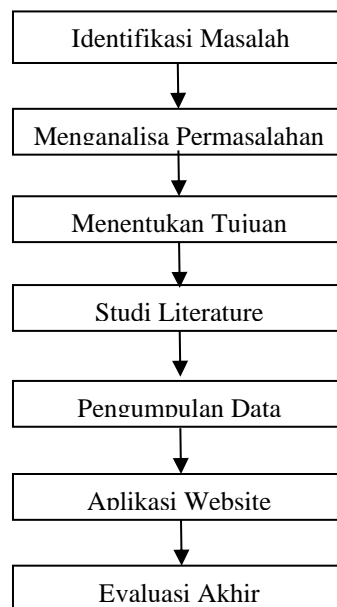 Identifikasi Masalah
Menganalisa Permasalahan
Menentukan Tujuan
Studi Literature
Pengumpulan Data
Aplikasi Website
Evaluasi Akhir